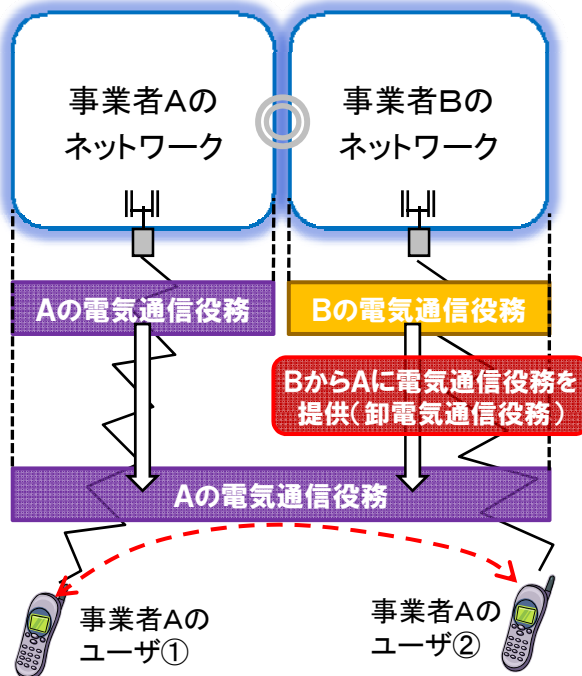 事業者Aの
ネットワーク
事業者Bの
ネットワーク
Aの電気通信役務
Bの電気通信役務
BからAに電気通信役務を
提供(卸電気通信役務)
Aの電気通信役務
事業者Aの
ユーザ①
事業者Aの
ユーザ②